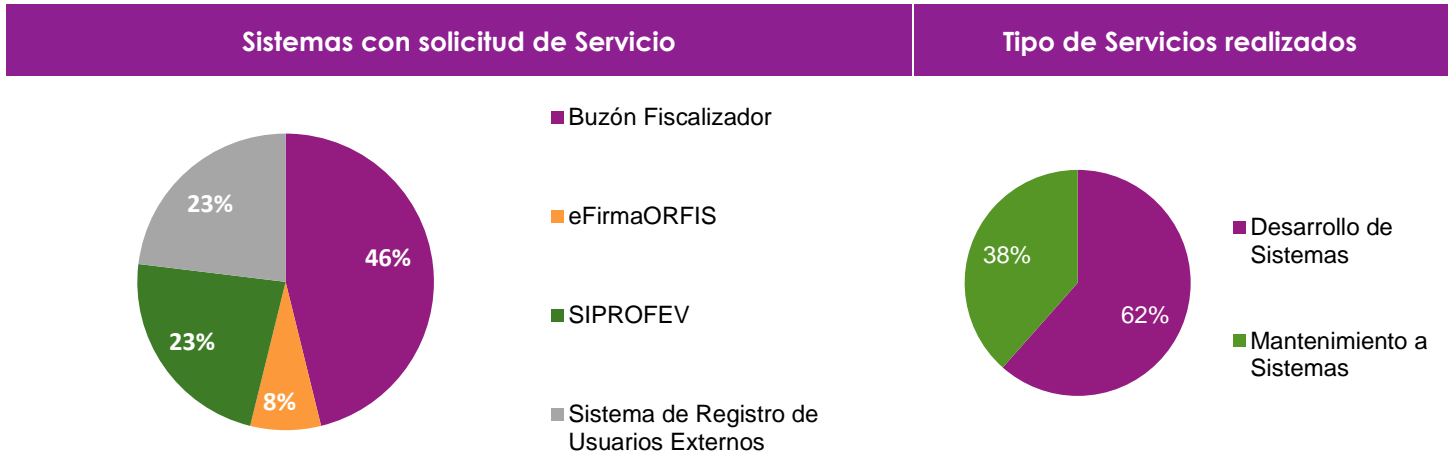 Sistemas con solicitud de Servicio
Tipo de Servicios realizados
46%
8%
23%
23%
Buzón Fiscalizador
eFirmaORFIS
SIPROFEV
Sistema de Registro de
Usuarios Externos
62%
38%
Desarrollo de
Sistemas
Mantenimiento a
Sistemas